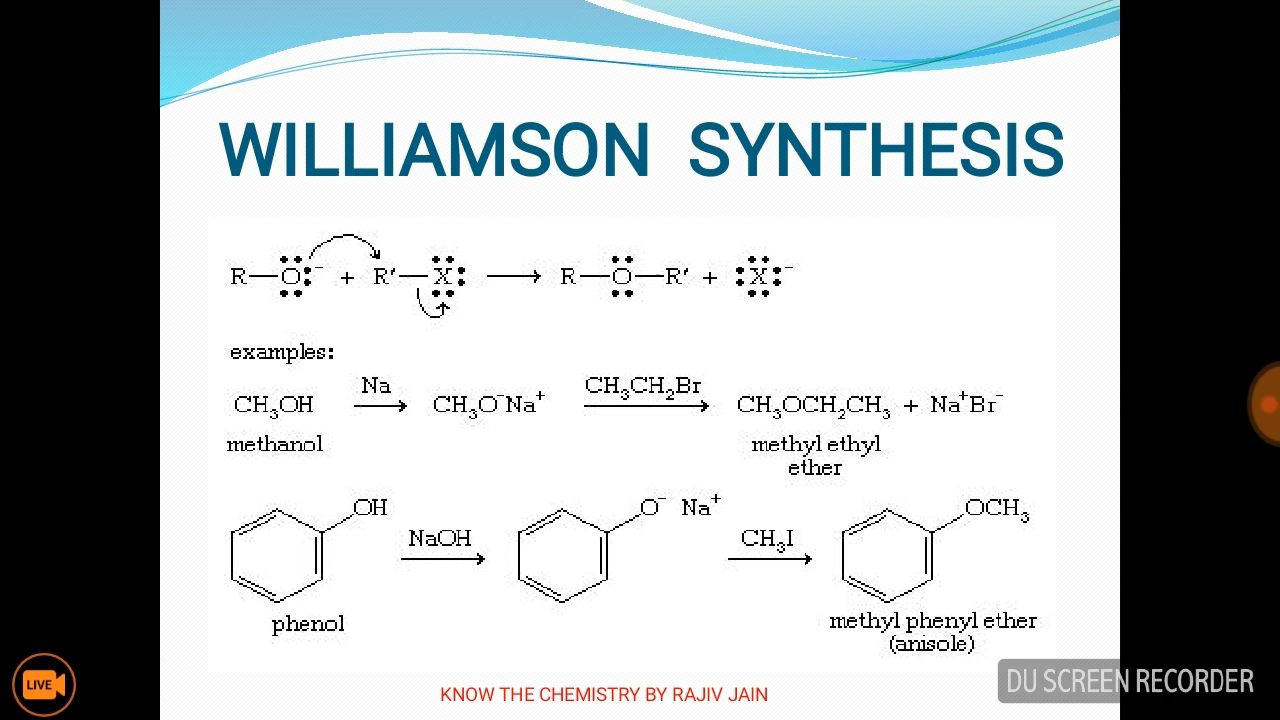 WILLIAMSON SYNTHESIS
R—O:⁻ + R′—X: ⟶ R—O—R′ + :X:⁻
examples:
Na CH₃CH₂Br
CH₃OH ⟶ CH₃O⁻Na⁺ ⟶ CH₃OCH₂CH₃ + Na⁺Br⁻
methanol methyl ethyl
ether
OH O⁻ Na⁺ OCH₃
NaOH CH₃I
phenol methyl phenyl ether
(anisole)
LIVE
KNOW THE CHEMISTRY BY RAJIV JAIN
DU SCREEN RECORDER